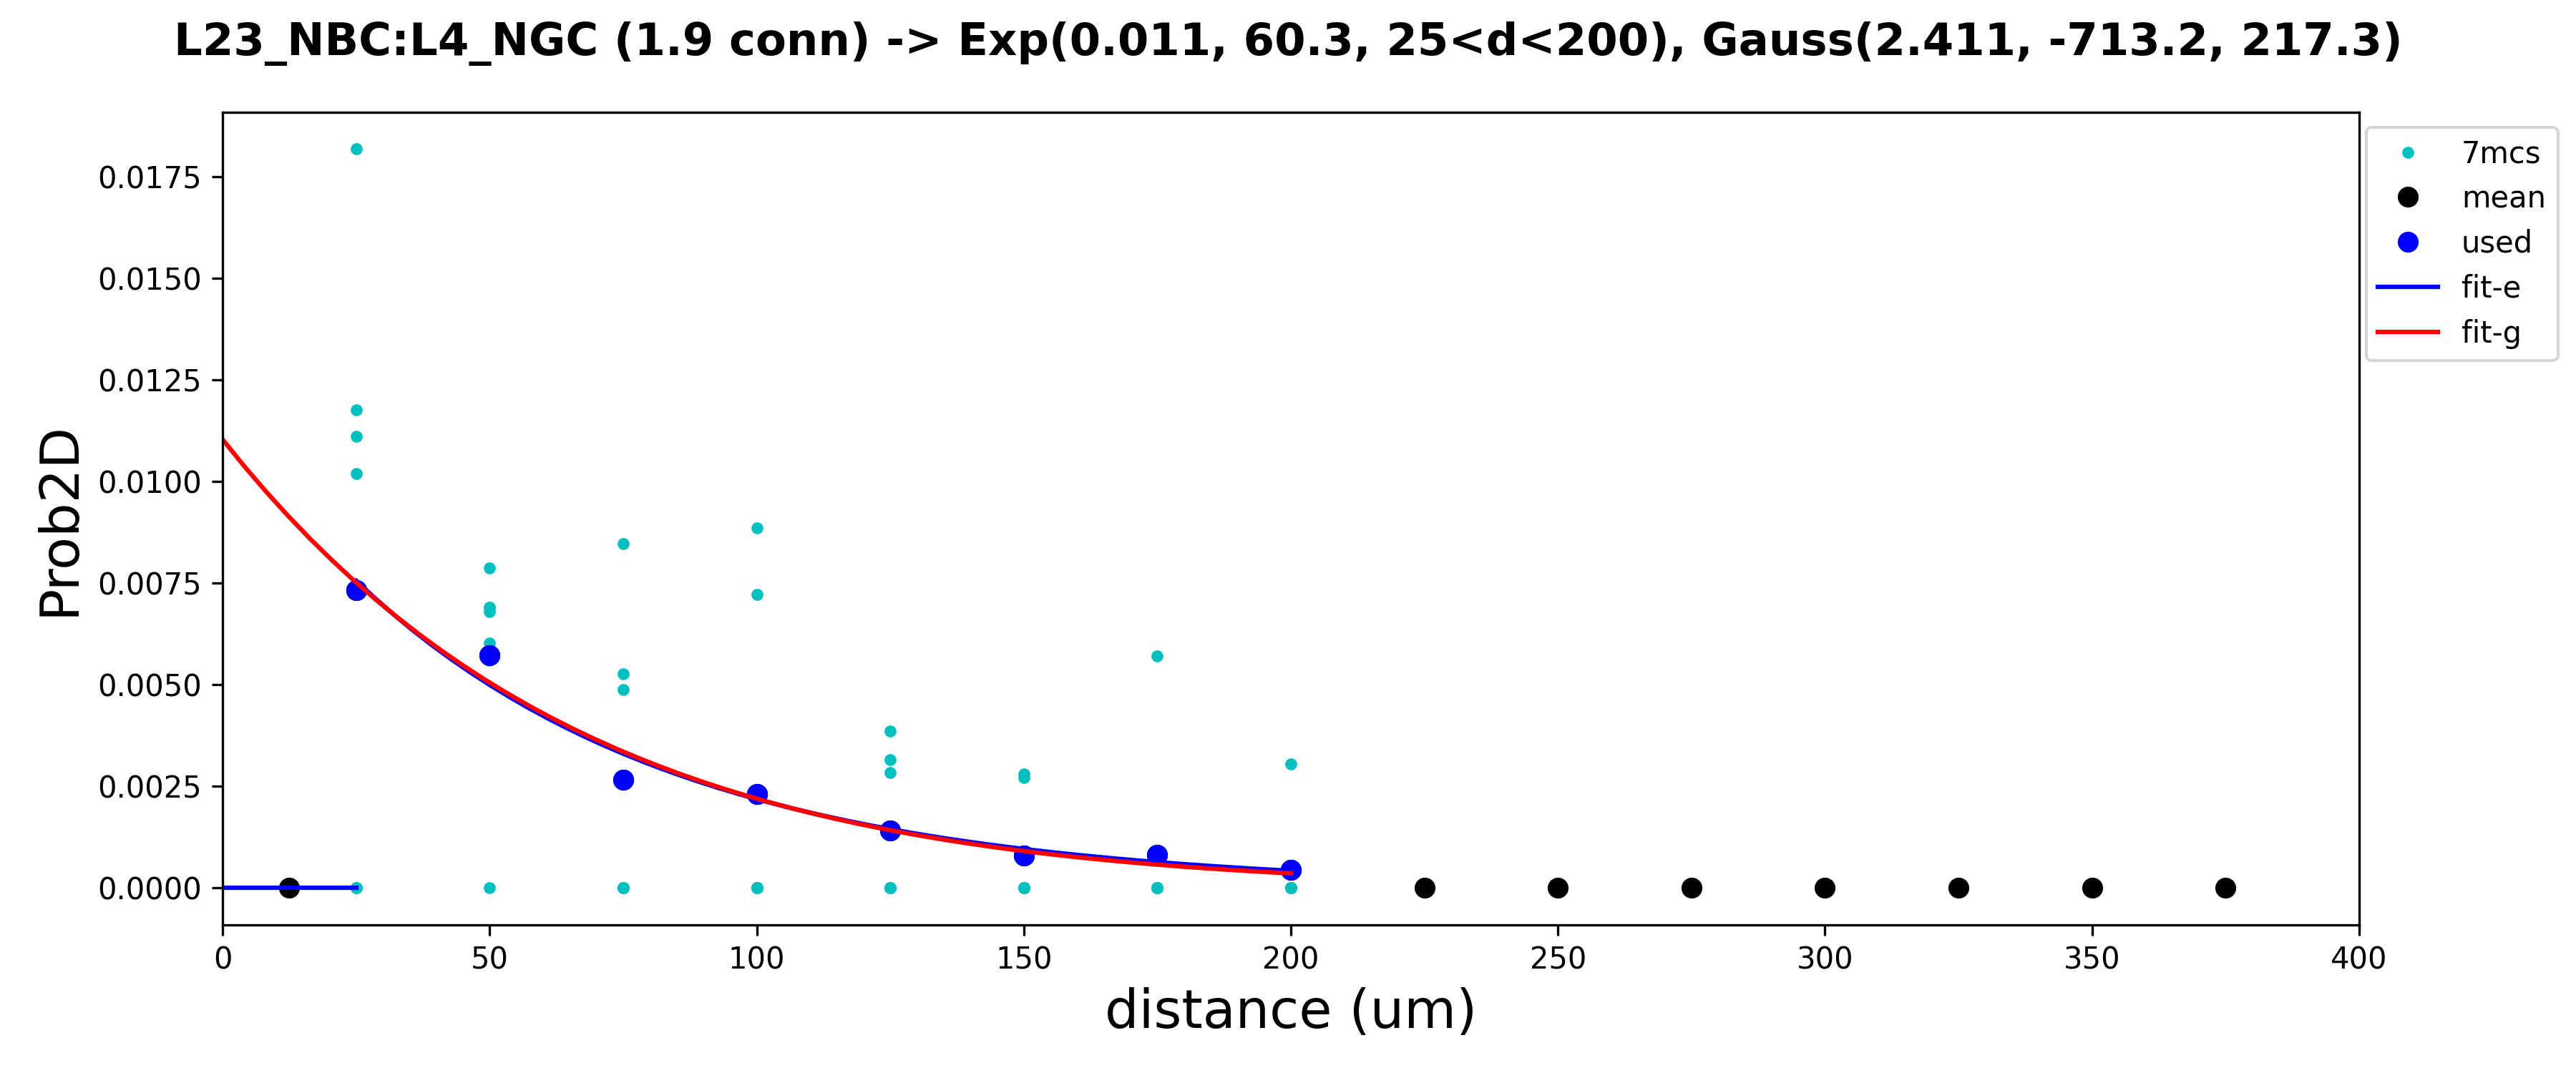 L23_NBC:L4_NGC (1.9 conn) -> Exp(0.011, 60.3, 25<d<200), Gauss(2.411, -713.2, 217.3)
7mcs
mean
used
fit-e
fit-g
Prob2D
0.0175
0.0150
0.0125
0.0100
0.0075
0.0050
0.0025
0.0000
0 50 100 150 200 250 300 350 400
distance (um)